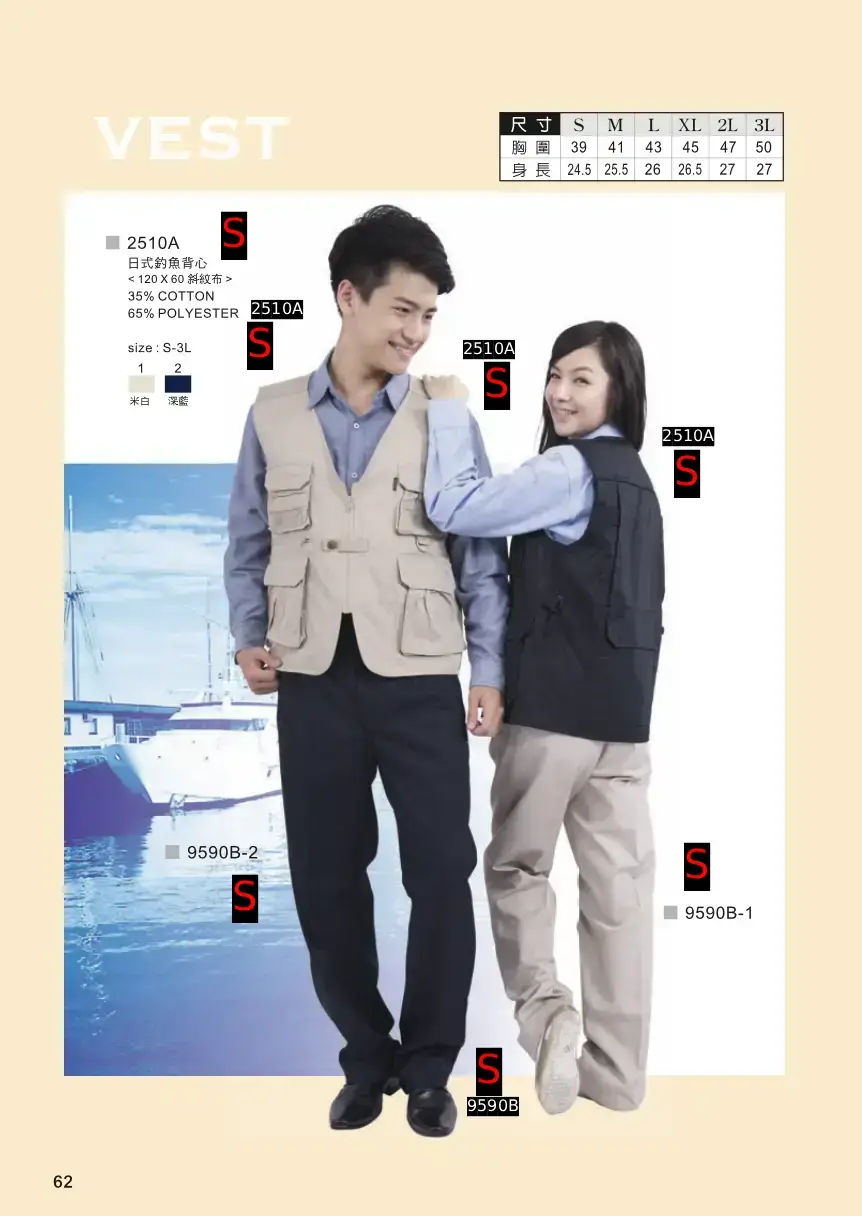 VEST
尺寸 S M L XL 2L 3L
胸圍 39 41 43 45 47 50
身長 24.5 25.5 26 26.5 27 27
2510A
S
日式釣魚背心
< 120 X 60 斜紋布 >
35% COTTON
65% POLYESTER
2510A
S
size : S-3L
1 2
米白 深藍
2510A
S
2510A
S
9590B-2
S
S
9590B-1
S
9590B
62